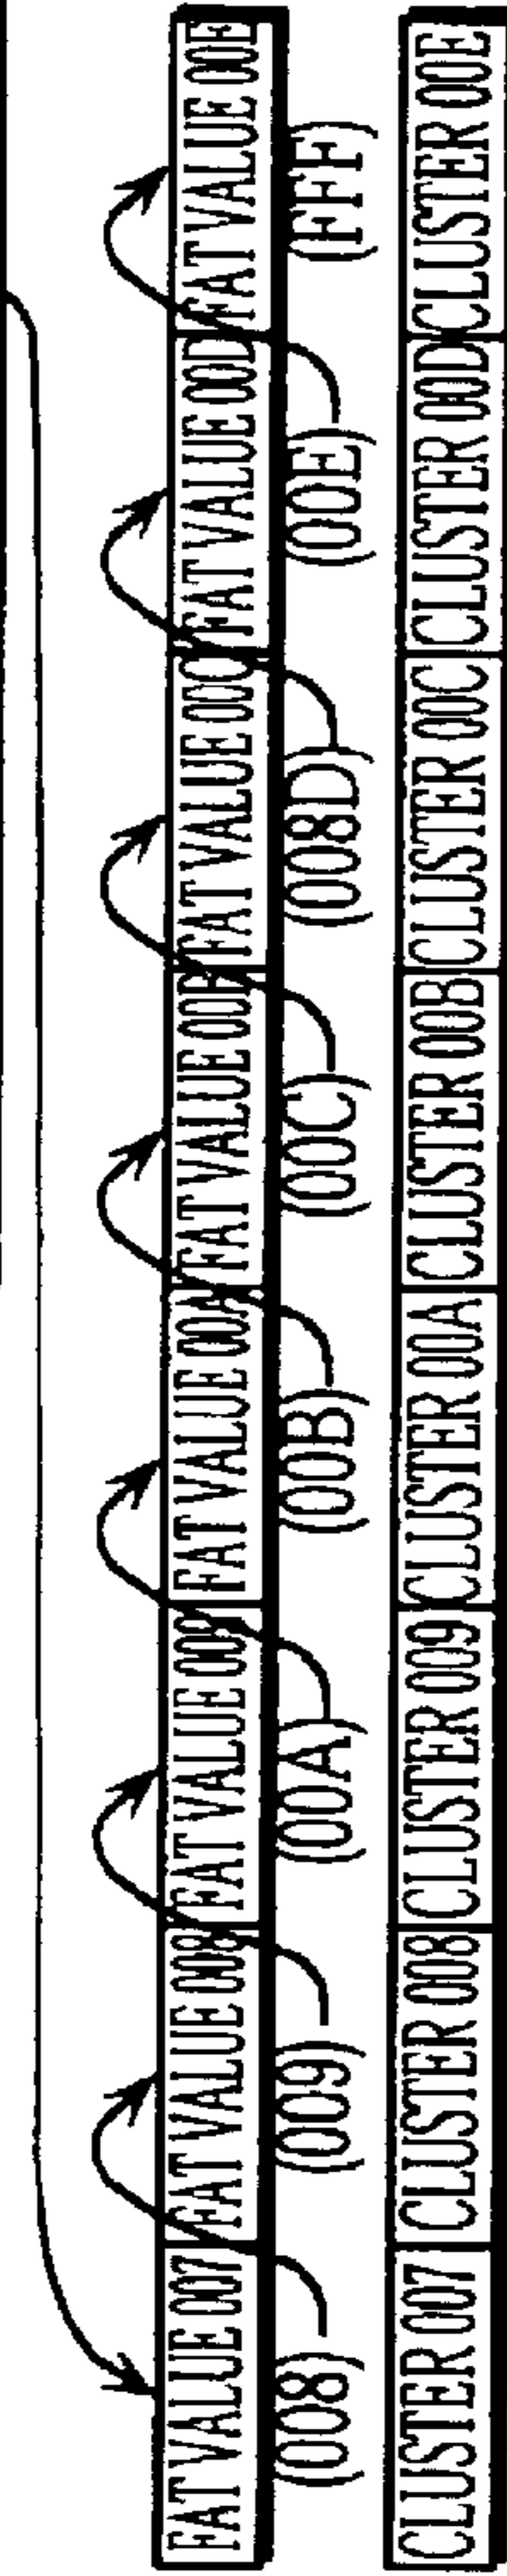 FAT VALUE 007 FAT VALUE 008 FAT VALUE 009 FAT VALUE 00A FAT VALUE 00B FAT VALUE 00C FAT VALUE 00D FAT VALUE 00E
(008) (009) (00A) (00B) (00C) (008D) (00E) (FFF)
CLUSTER 007 CLUSTER 008 CLUSTER 009 CLUSTER 00A CLUSTER 00B CLUSTER 00C CLUSTER 00D CLUSTER 00E